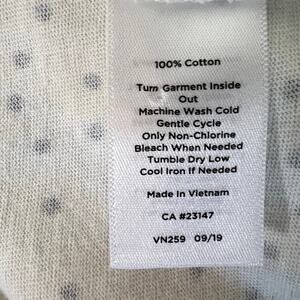 100% Cotton
Turn Garment Inside
Out
Machine Wash Cold
Gentle Cycle
Only Non-Chlorine
Bleach When Needed
Tumble Dry Low
Cool Iron If Needed
Made In Vietnam
CA #23147
VN259 09/19